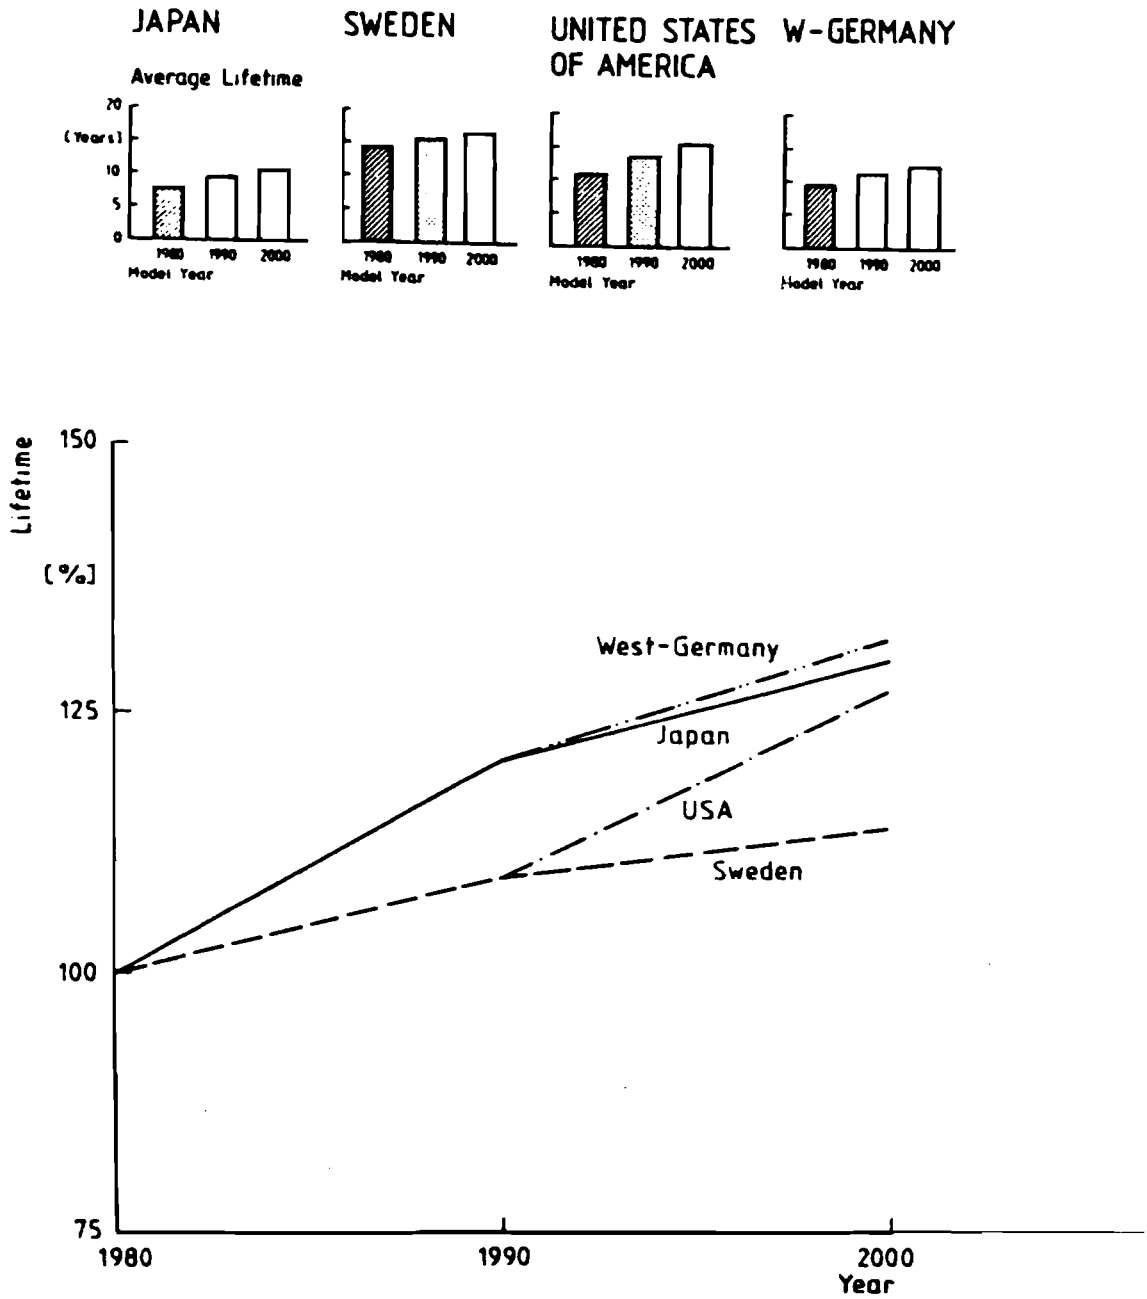 JAPAN
SWEDEN
UNITED STATES
OF AMERICA
W-GERMANY
Average Lifetime
20
[Years]
10
5
0
1980 1990 2000
Model Year
1980 1990 2000
Model Year
1980 1990 2000
Model Year
1980 1990 2000
Model Year
Lifetime
[%]
150
125
100
75
West-Germany
Japan
USA
Sweden
1980
1990
2000
Year